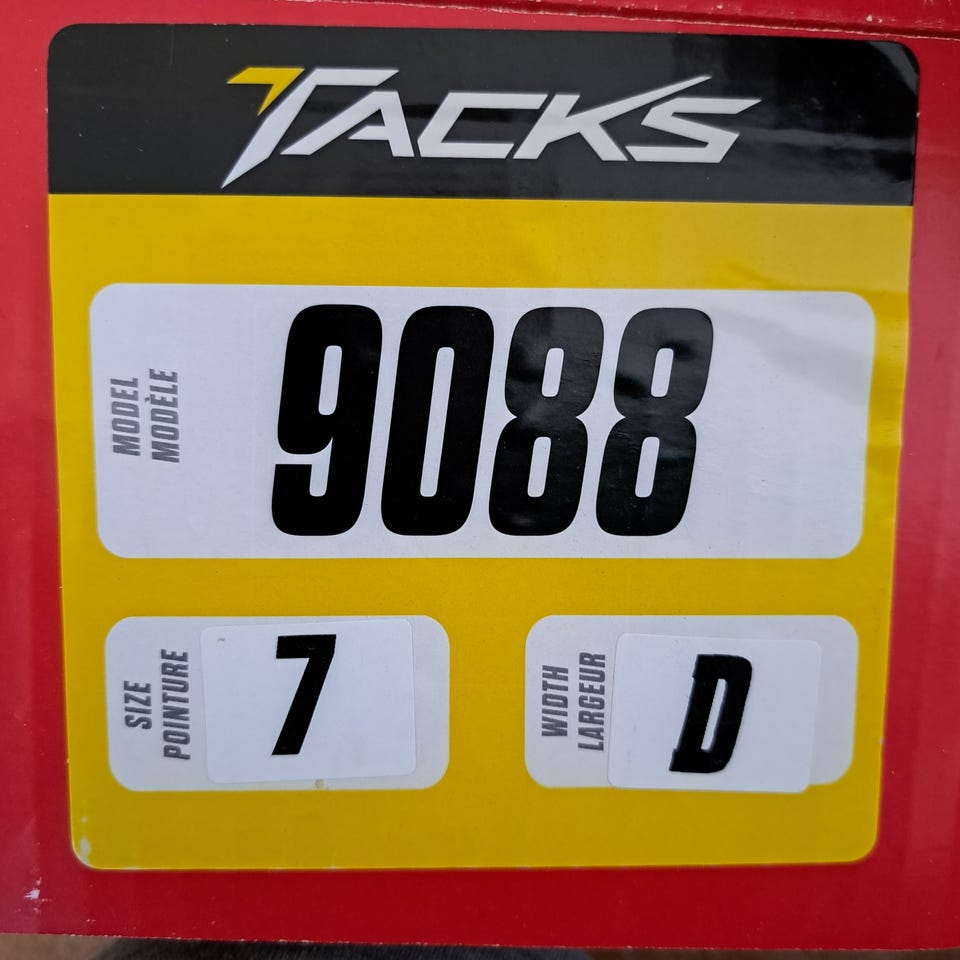 TACKS
MODEL
MODÈLE
9088
SIZE
POINTURE
7
WIDTH
LARGEUR
D